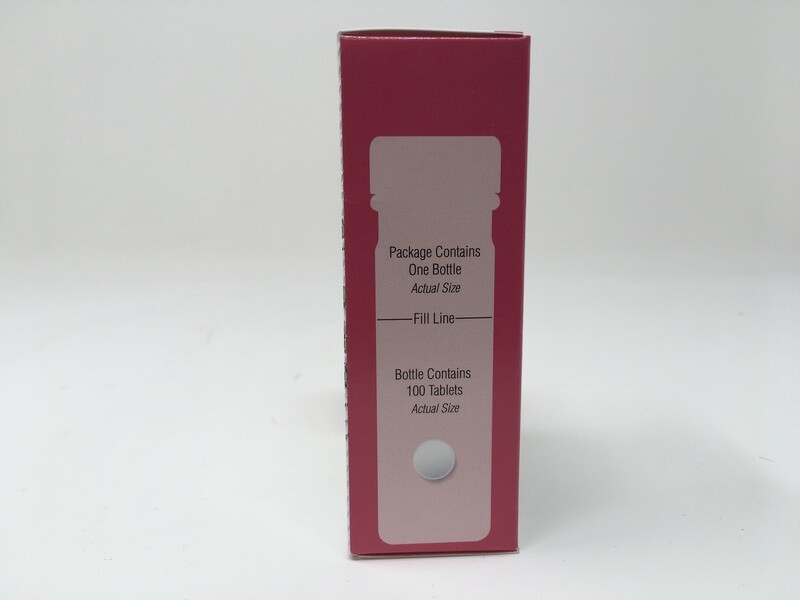 Package Contains
One Bottle
Actual Size
Fill Line
Bottle Contains
100 Tablets
Actual Size